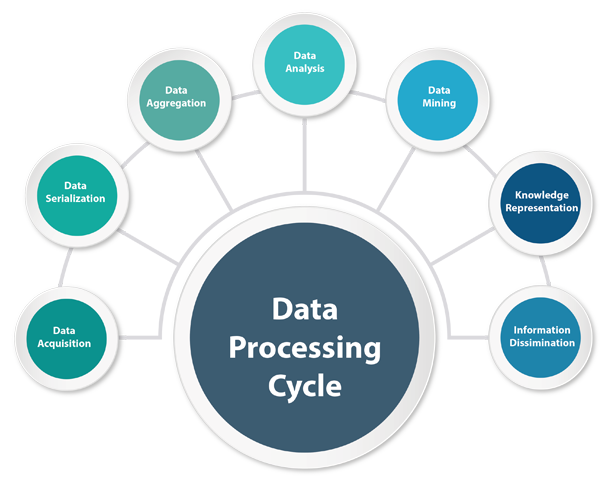 Data
Analysis
Data
Aggregation
Data
Mining
Data
Serialization
Knowledge
Representation
Data
Acquisition
Information
Dissimination
Data
Processing
Cycle